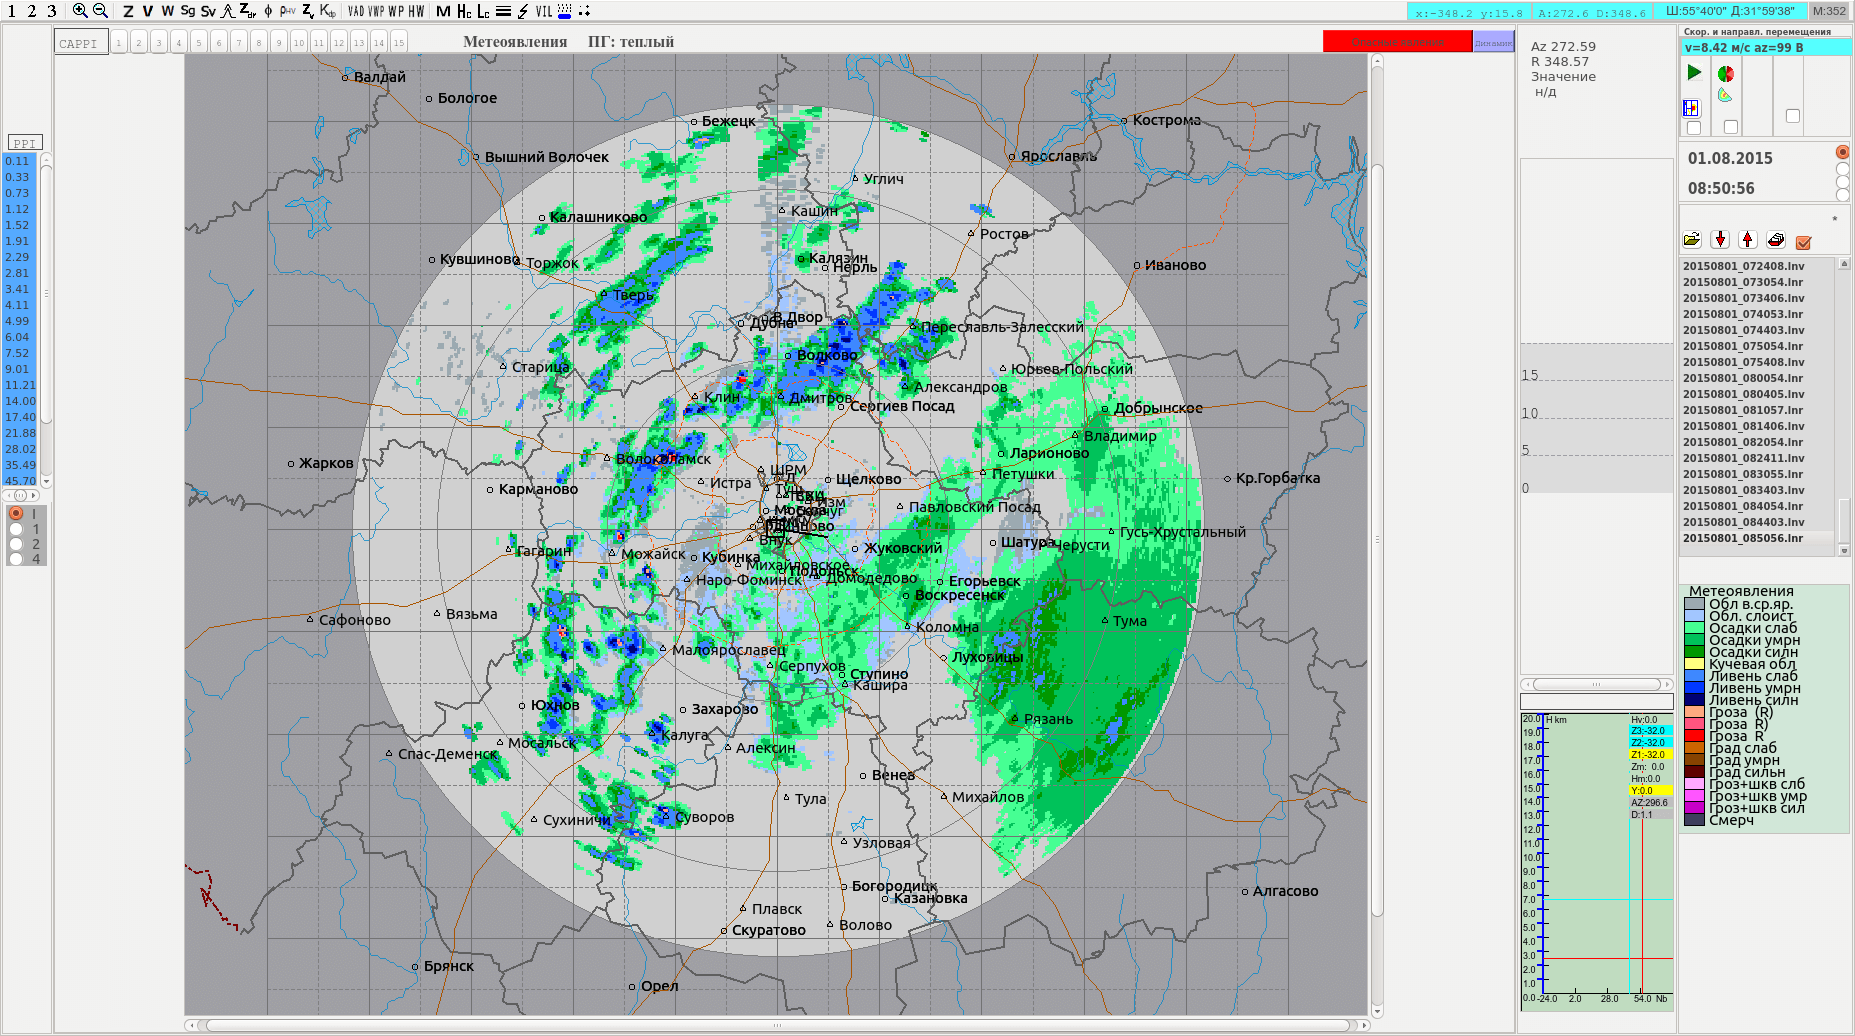 1 2 3 Z V W Sg Sv Zdr ф ρHV Zv Kdp VAD VWP WP HW M Hc Lc VIL
x:-348.2 y:15.8 A:272.6 D:348.6 Ш:55°40'0" Д:31°59'38" M:352
CAPPI 1 2 3 4 5 6 7 8 9 10 11 12 13 14 15
Метеоявления ПГ: теплый
Динамик
PPI
0.11
0.33
0.73
1.12
1.52
1.91
2.29
2.81
3.41
4.11
4.99
6.04
7.52
9.01
11.21
14.00
17.40
21.88
28.02
35.49
45.70
I
1
2
4
Валдай
Бологое
Бежецк
Кострома
Вышний Волочек
Ярославль
Углич
Кашин
Калашниково
Ростов
Кувшиново
Торжок
Калязин
Нерль
Иваново
Тверь
В.Двор
Дубна
Переславль-Залесский
Волково
Старица
Юрьев-Польский
Александров
Клин
Дмитров
Сергиев Посад
Добрынское
Владимир
Ларионово
Жарков
Волоколамск
ШРМ
Петушки
Истра
Щелково
Кр.Горбатка
Карманово
Павловский Посад
Москва
Гусь-Хрустальный
Внук
Шатура
Черусти
Жуковский
Гагарин
Можайск
Кубинка
Михайловское
Подольск
Домодедово
Наро-Фоминск
Егорьевск
Воскресенск
Вязьма
Сафоново
Коломна
Тума
Малоярославец
Луховицы
Серпухов
Ступино
Кашира
Юхнов
Захарово
Рязань
Калуга
Мосальск
Алексин
Спас-Деменск
Венев
Тула
Михайлов
Суворов
Сухиничи
Узловая
Богородицк
Казановка
Алгасово
Плавск
Волово
Скуратово
Брянск
Орел
Az 272.59
R 348.57
Значение
н/д
15
10
5
0
20.0 H km
19.0
18.0
17.0
16.0
15.0
14.0
13.0
12.0
11.0
10.0
9.0
8.0
7.0
6.0
5.0
4.0
3.0
2.0
1.0
0.0 -24.0 2.0 28.0 54.0 Nb
Hv:0.0
Z3:-32.0
Z2:-32.0
Z1:-32.0
Zm: 0.0
Hm:0.0
Y:0.0
AZ:296.6
D:1.1
Скор. и направл. перемещения
v=8.42 м/с az=99 В
01.08.2015
08:50:56
*
20150801_072408.lnv
20150801_073054.lnr
20150801_073406.lnv
20150801_074053.lnr
20150801_074403.lnv
20150801_075054.lnr
20150801_075408.lnv
20150801_080054.lnr
20150801_080405.lnv
20150801_081057.lnr
20150801_081406.lnv
20150801_082054.lnr
20150801_082411.lnv
20150801_083055.lnr
20150801_083403.lnv
20150801_084054.lnr
20150801_084403.lnv
20150801_085056.lnr
Метеоявления
Обл в.ср.яр.
Обл. слоист
Осадки слаб
Осадки умрн
Осадки силн
Кучевая обл
Ливень слаб
Ливень умрн
Ливень силн
Гроза (R)
Гроза R)
Гроза R
Град слаб
Град умрн
Град сильн
Гроз+шкв слб
Гроз+шкв умр
Гроз+шкв сил
Смерч